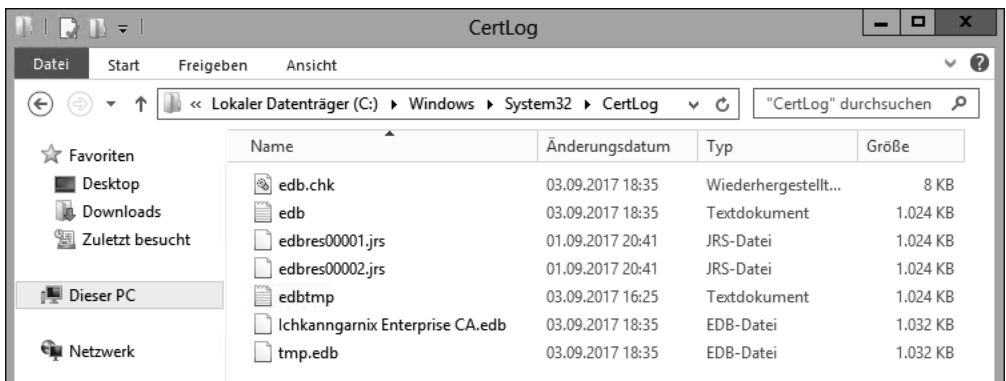 CertLog
Datei Start Freigeben Ansicht
« Lokaler Datenträger (C:) Windows System32 CertLog "CertLog" durchsuchen
Favoriten
Desktop
Downloads
Zuletzt besucht
Dieser PC
Netzwerk
Name Änderungsdatum Typ Größe
edb.chk 03.09.2017 18:35 Wiederhergestellt... 8 KB
edb 03.09.2017 18:35 Textdokument 1.024 KB
edbres00001.jrs 01.09.2017 20:41 JRS-Datei 1.024 KB
edbres00002.jrs 01.09.2017 20:41 JRS-Datei 1.024 KB
edbtmp 03.09.2017 16:25 Textdokument 1.024 KB
Ichkanngarnix Enterprise CA.edb 03.09.2017 18:35 EDB-Datei 1.032 KB
tmp.edb 03.09.2017 18:35 EDB-Datei 1.032 KB